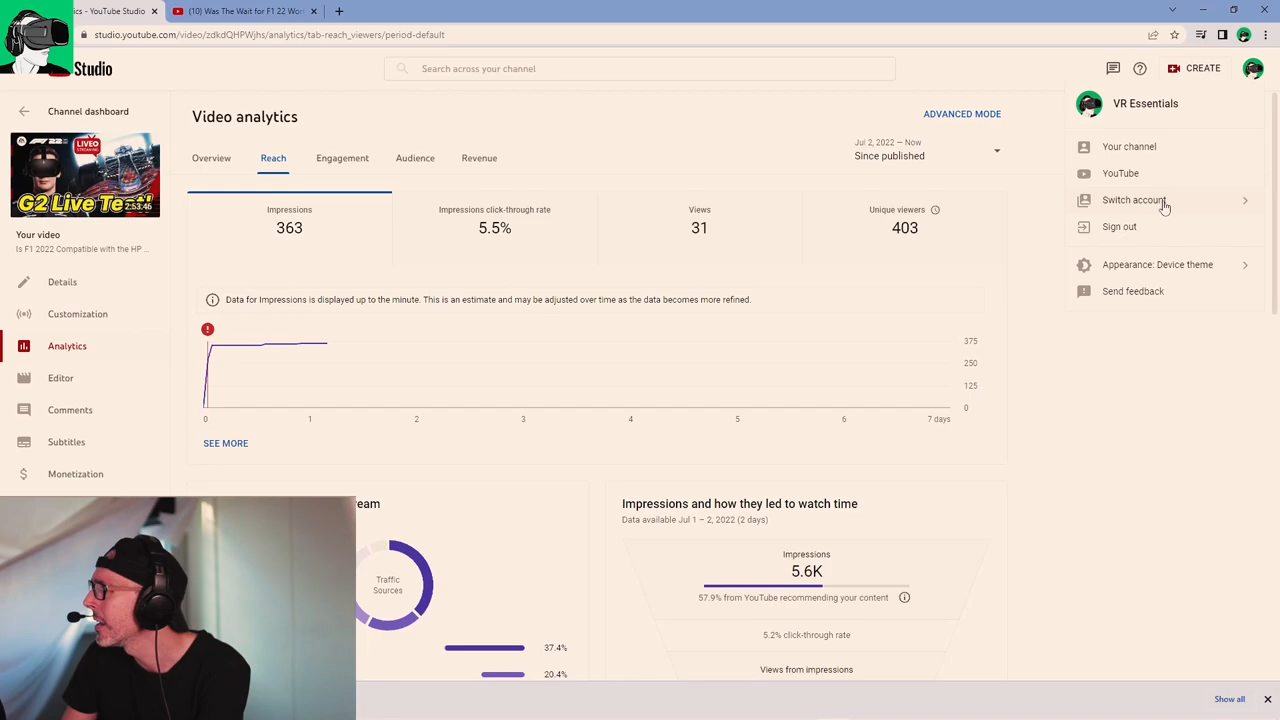 tics - YouTube Studio
(10) Was The Wait for F1 22 Wor
studio.youtube.com/video/zdkdQHPWjhs/analytics/tab-reach_viewers/period-default
Studio
Search across your channel
CREATE
Channel dashboard
G2 Live Test!
LIVE
STREAMING
F1 22
2:53:46
Your video
Is F1 2022 Compatible with the HP ...
Details
Customization
Analytics
Editor
Comments
Subtitles
Monetization
Video analytics
ADVANCED MODE
Overview
Reach
Engagement
Audience
Revenue
Jul 2, 2022 — Now
Since published
Impressions
363
Impressions click-through rate
5.5%
Views
31
Unique viewers
403
Data for Impressions is displayed up to the minute. This is an estimate and may be adjusted over time as the data becomes more refined.
375
250
125
0
0
1
2
3
4
5
6
7 days
SEE MORE
ream
Traffic
Sources
37.4%
20.4%
Impressions and how they led to watch time
Data available Jul 1 – 2, 2022 (2 days)
Impressions
5.6K
57.9% from YouTube recommending your content
5.2% click-through rate
Views from impressions
VR Essentials
Your channel
YouTube
Switch account
Sign out
Appearance: Device theme
Send feedback
Show all